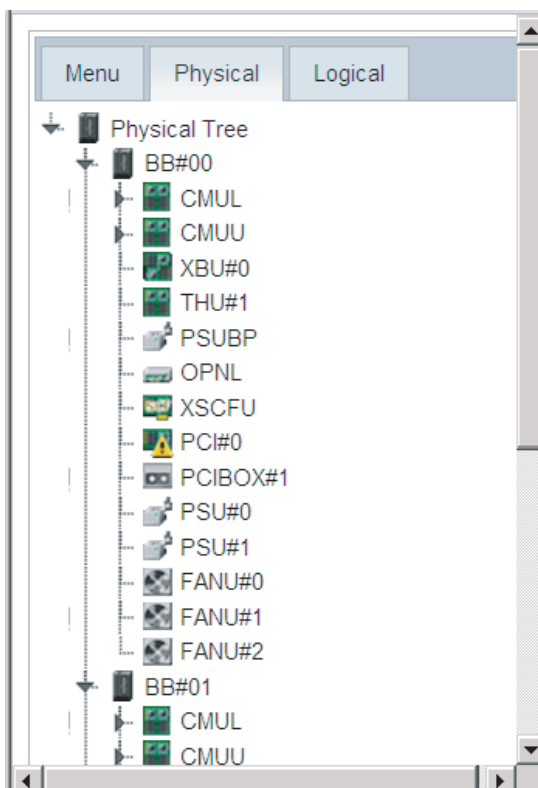 Menu Physical Logical
Physical Tree
BB#00
CMUL
CMUU
XBU#0
THU#1
PSUBP
OPNL
XSCFU
PCI#0
PCIBOX#1
PSU#0
PSU#1
FANU#0
FANU#1
FANU#2
BB#01
CMUL
CMUU